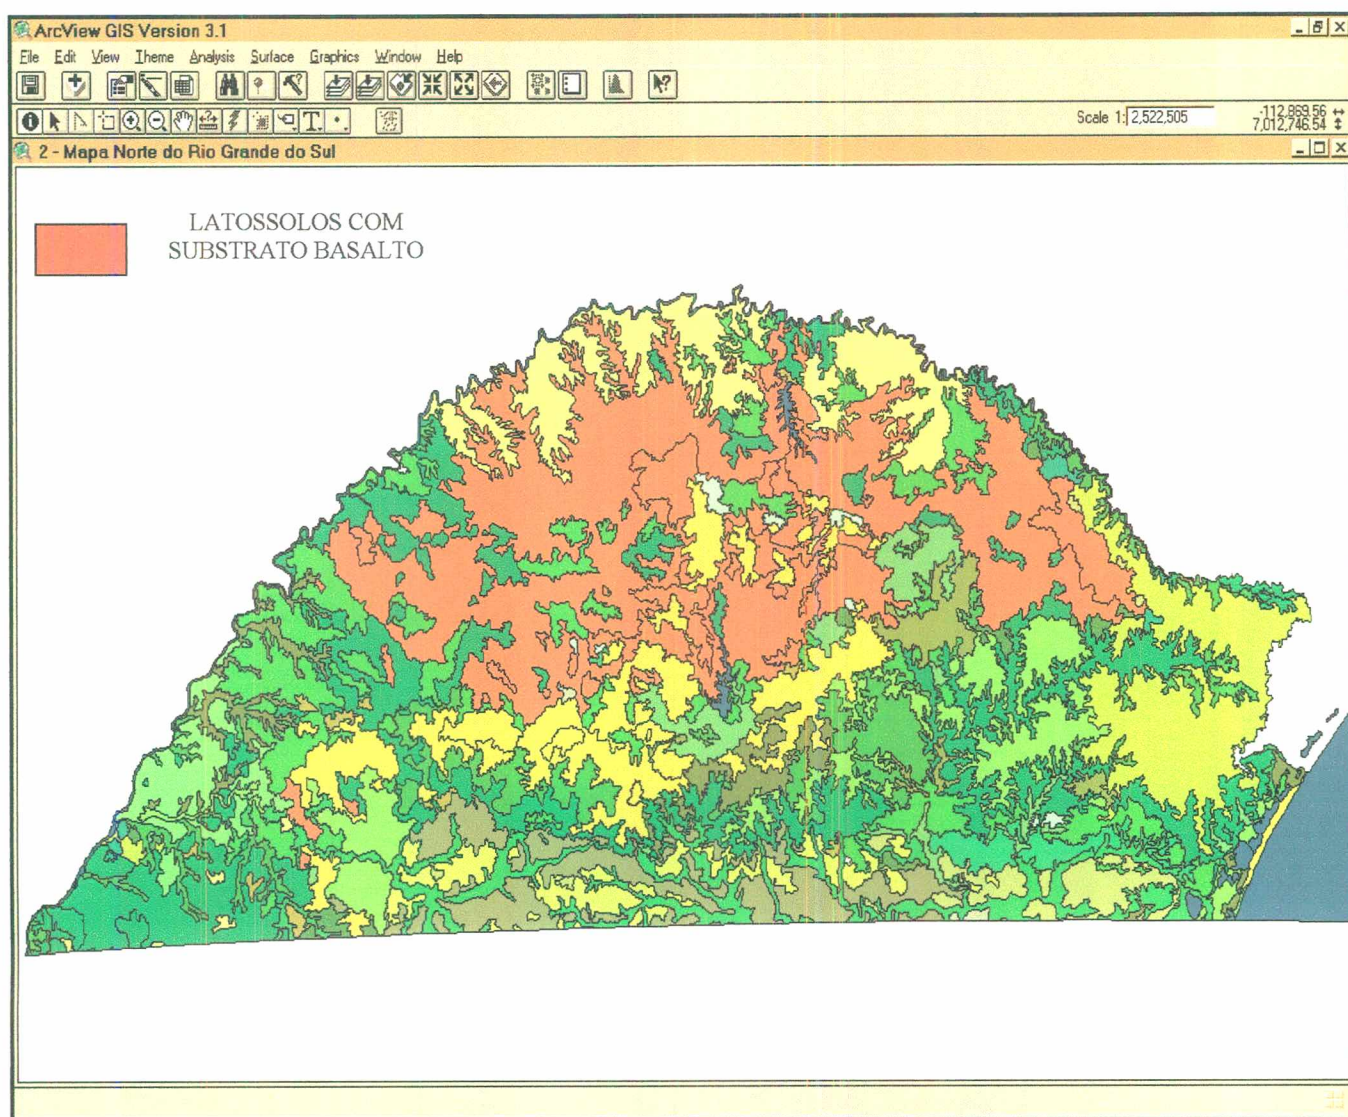 ArcView GIS Version 3.1
File Edit View Theme Analysis Surface Graphics Window Help
Scale 1: 2,522,505
-112,869.56
7,012,746.54
2 - Mapa Norte do Rio Grande do Sul
LATOSSOLOS COM
SUBSTRATO BASALTO